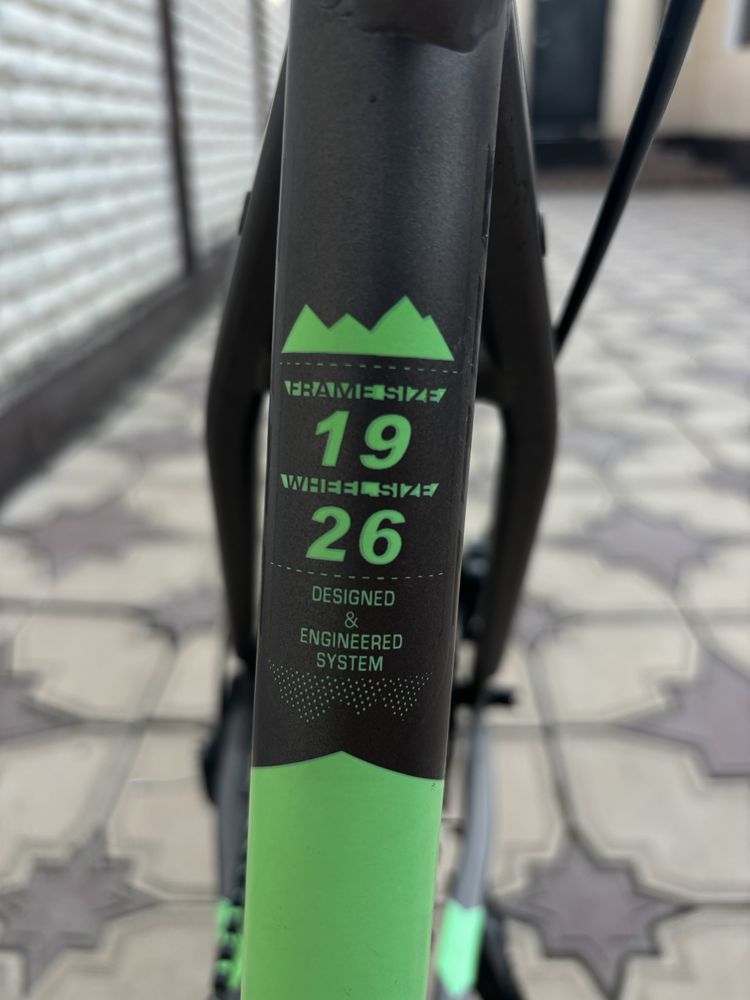 FRAME SIZE
19
WHEEL SIZE
26
DESIGNED
&
ENGINEERED
SYSTEM